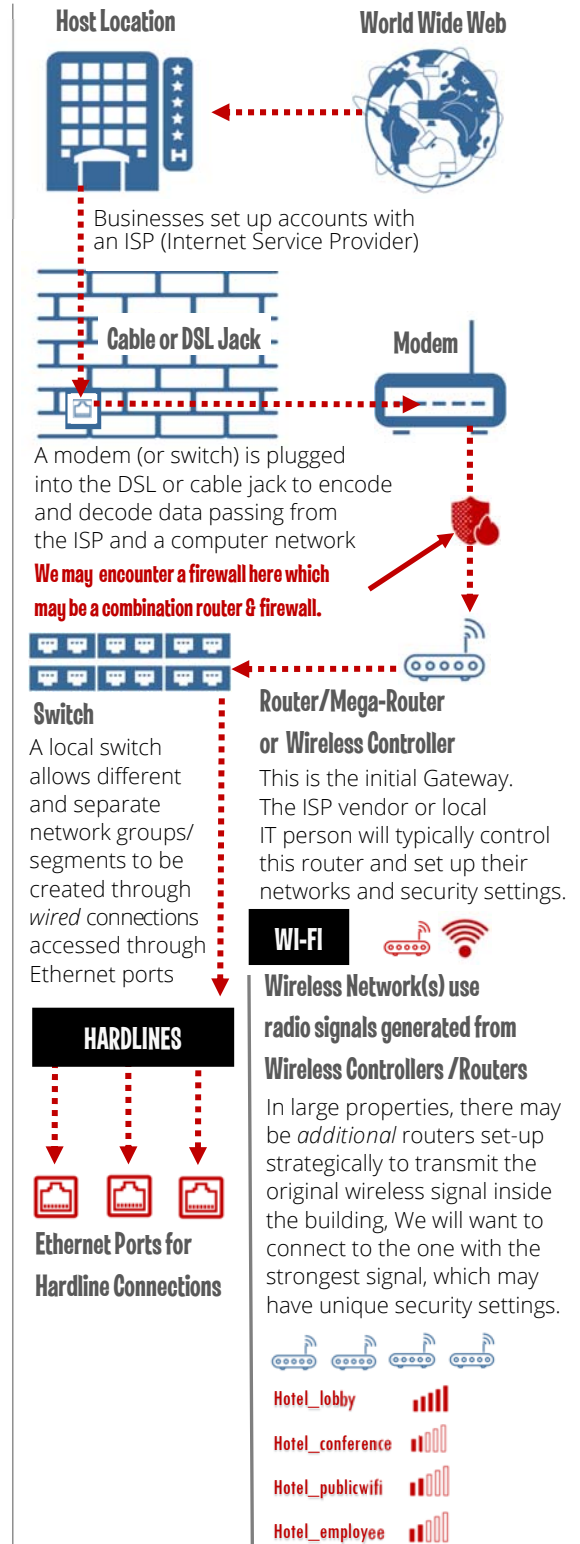 Host Location
World Wide Web
H
Businesses set up accounts with
an ISP (Internet Service Provider)
Cable or DSL Jack
Modem
A modem (or switch) is plugged
into the DSL or cable jack to encode
and decode data passing from
the ISP and a computer network
We may encounter a firewall here which
may be a combination router & firewall.
Switch
A local switch
allows different
and separate
network groups/
segments to be
created through
wired connections
accessed through
Ethernet ports
Router/Mega-Router
or Wireless Controller
This is the initial Gateway.
The ISP vendor or local
IT person will typically control
this router and set up their
networks and security settings.
HARDLINES
Ethernet Ports for
Hardline Connections
WI-FI
Wireless Network(s) use
radio signals generated from
Wireless Controllers /Routers
In large properties, there may
be additional routers set-up
strategically to transmit the
original wireless signal inside
the building, We will want to
connect to the one with the
strongest signal, which may
have unique security settings.
Hotel_lobby
Hotel_conference
Hotel_publicwifi
Hotel_employee